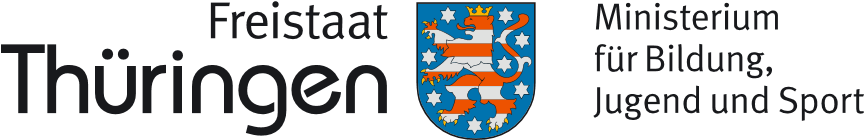 Freistaat
Thüringen
Ministerium
für Bildung,
Jugend und Sport